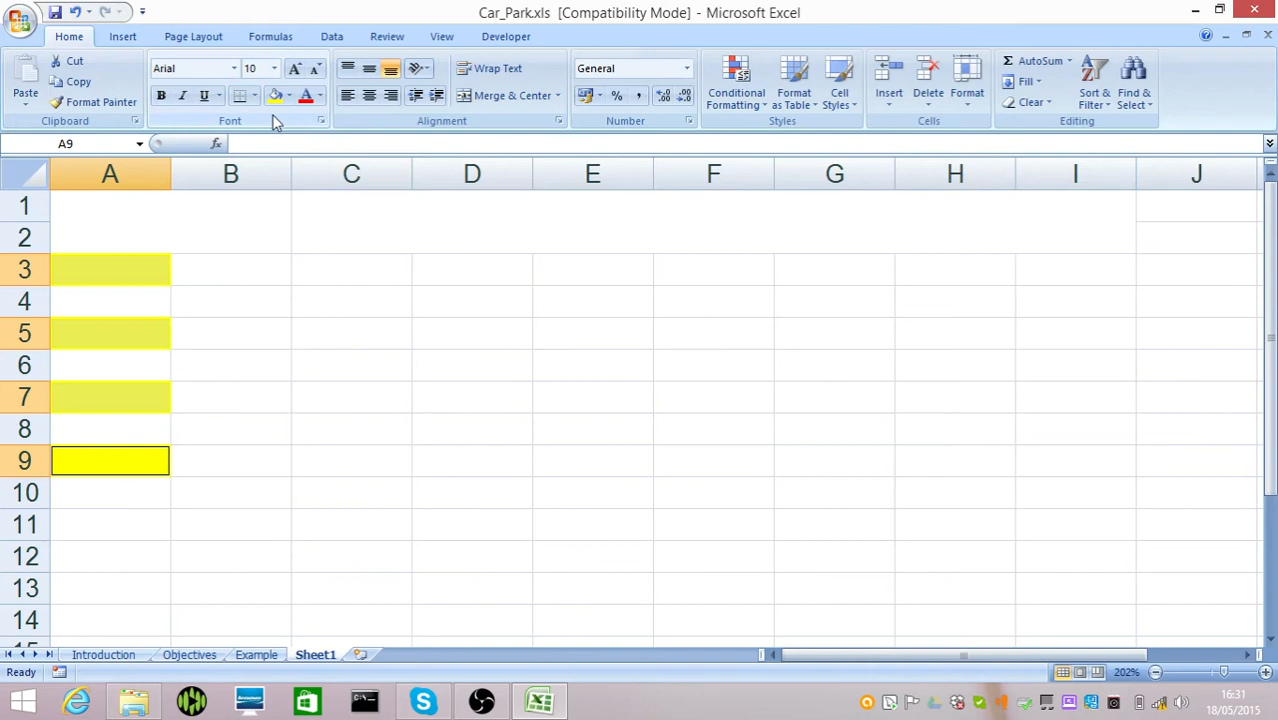 Car_Park.xls [Compatibility Mode] - Microsoft Excel
Home Insert Page Layout Formulas Data Review View Developer
Paste
Cut
Copy
Format Painter
Clipboard
Arial 10
B I U A
Font
Wrap Text
Merge & Center
Alignment
General
% ,
Number
Conditional Formatting
Format as Table
Cell Styles
Styles
Insert
Delete
Format
Cells
Σ AutoSum
Fill
Clear
Sort & Filter
Find & Select
Editing
A9 fx
A B C D E F G H I J
1
2
3
4
5
6
7
8
9
10
11
12
13
14
15
Introduction Objectives Example Sheet1
Ready 202%
16:31
18/05/2015